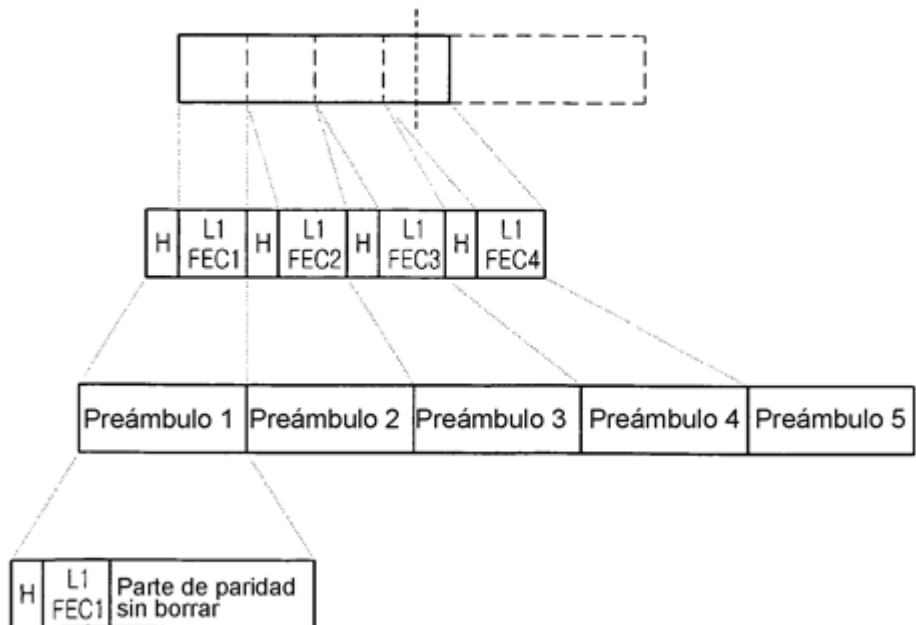 H L1 FEC1 H L1 FEC2 H L1 FEC3 H L1 FEC4
Preámbulo 1 Preámbulo 2 Preámbulo 3 Preámbulo 4 Preámbulo 5
H L1 FEC1 Parte de paridad
sin borrar